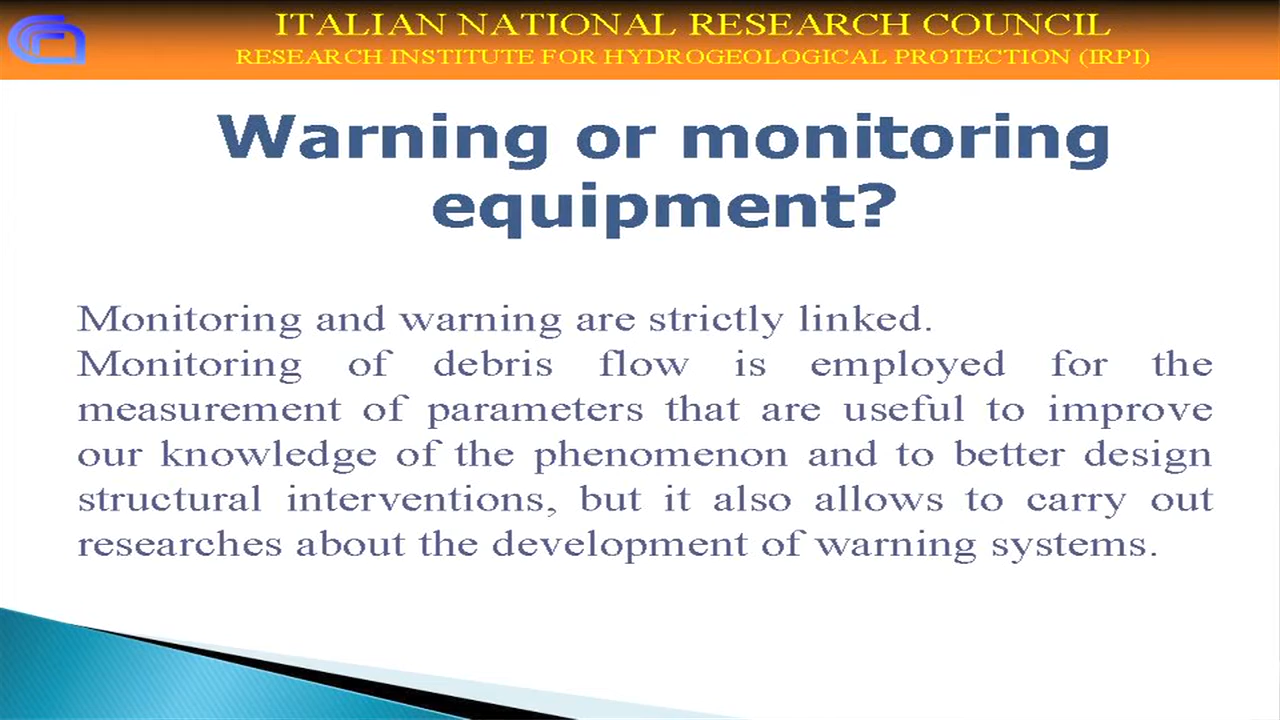 ITALIAN NATIONAL RESEARCH COUNCIL
RESEARCH INSTITUTE FOR HYDROGEOLOGICAL PROTECTION (IRPI)
Warning or monitoring
equipment?
Monitoring and warning are strictly linked.
Monitoring of debris flow is employed for the
measurement of parameters that are useful to improve
our knowledge of the phenomenon and to better design
structural interventions, but it also allows to carry out
researches about the development of warning systems.